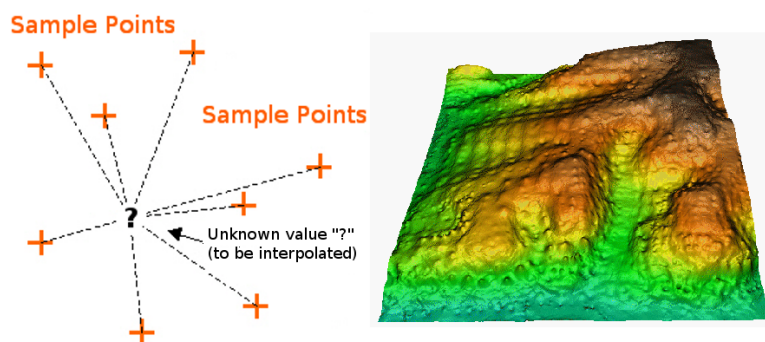 Sample Points
Sample Points
?
Unknown value "?"
(to be interpolated)